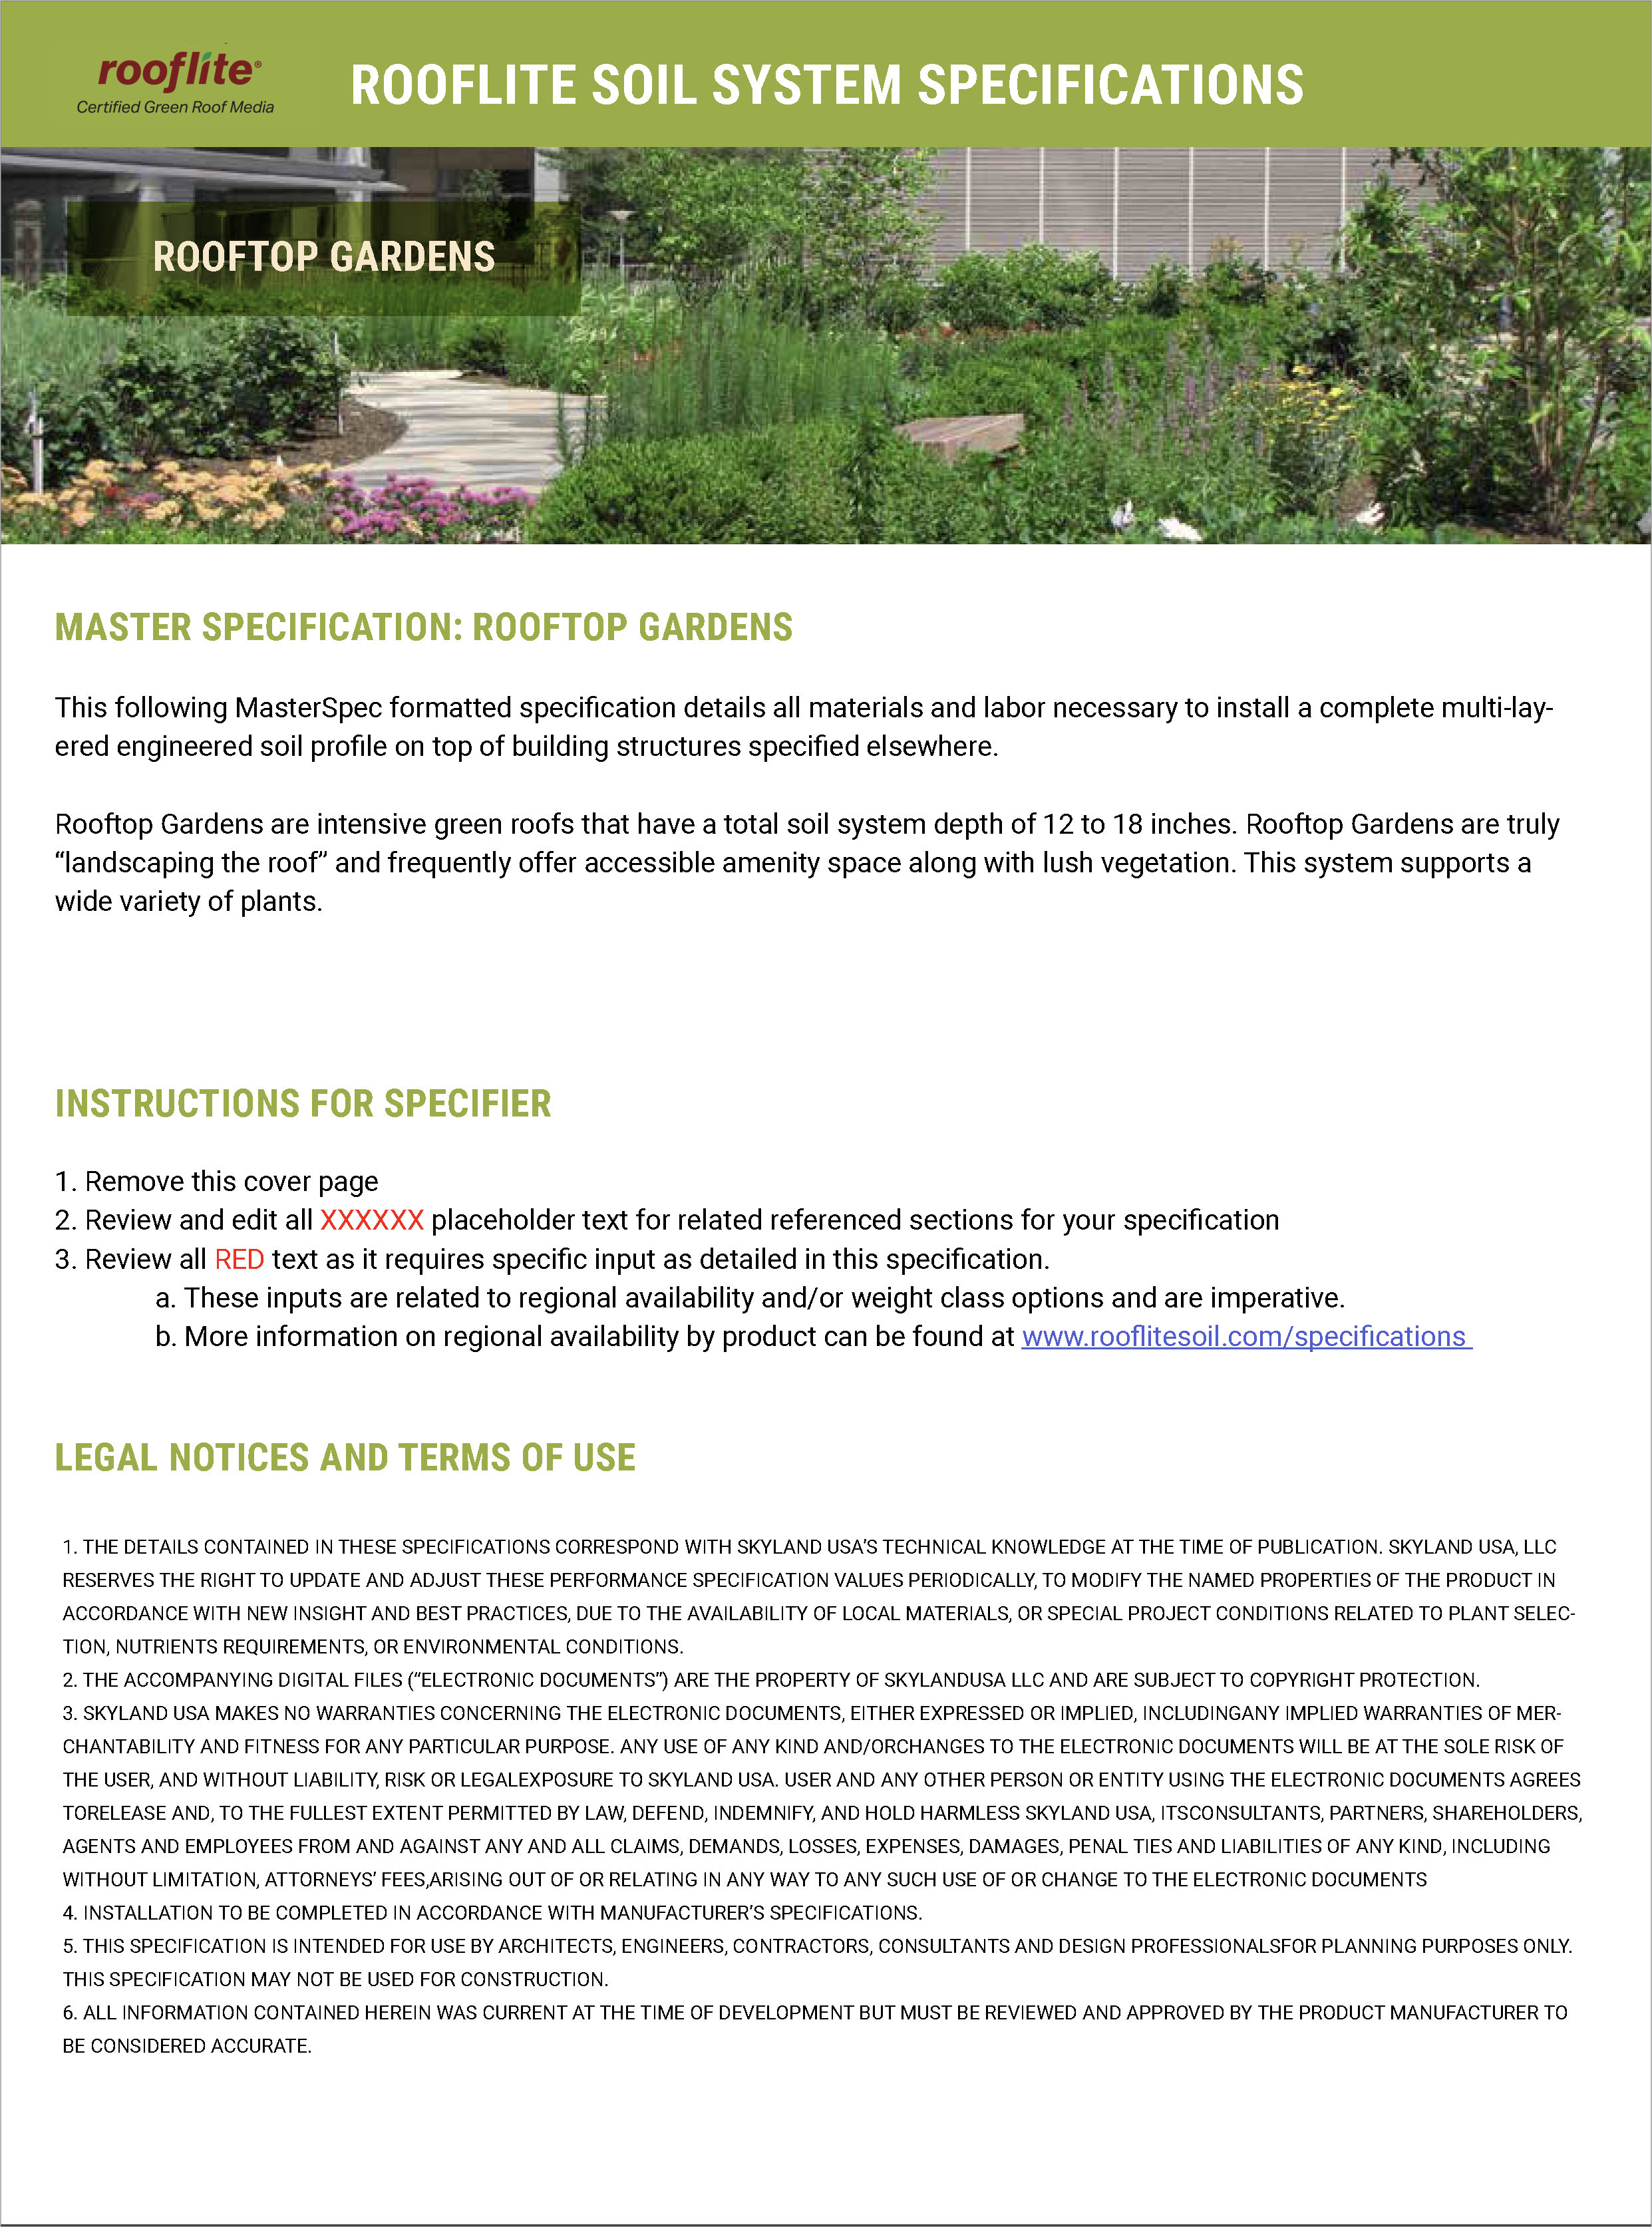 rooflite®
Certified Green Roof Media
ROOFLITE SOIL SYSTEM SPECIFICATIONS
ROOFTOP GARDENS
MASTER SPECIFICATION: ROOFTOP GARDENS
This following MasterSpec formatted specification details all materials and labor necessary to install a complete multi-lay-
ered engineered soil profile on top of building structures specified elsewhere.
Rooftop Gardens are intensive green roofs that have a total soil system depth of 12 to 18 inches. Rooftop Gardens are truly
“landscaping the roof” and frequently offer accessible amenity space along with lush vegetation. This system supports a
wide variety of plants.
INSTRUCTIONS FOR SPECIFIER
1. Remove this cover page
2. Review and edit all XXXXXX placeholder text for related referenced sections for your specification
3. Review all RED text as it requires specific input as detailed in this specification.
a. These inputs are related to regional availability and/or weight class options and are imperative.
b. More information on regional availability by product can be found at www.rooflitesoil.com/specifications
LEGAL NOTICES AND TERMS OF USE
1. THE DETAILS CONTAINED IN THESE SPECIFICATIONS CORRESPOND WITH SKYLAND USA’S TECHNICAL KNOWLEDGE AT THE TIME OF PUBLICATION. SKYLAND USA, LLC
RESERVES THE RIGHT TO UPDATE AND ADJUST THESE PERFORMANCE SPECIFICATION VALUES PERIODICALLY, TO MODIFY THE NAMED PROPERTIES OF THE PRODUCT IN
ACCORDANCE WITH NEW INSIGHT AND BEST PRACTICES, DUE TO THE AVAILABILITY OF LOCAL MATERIALS, OR SPECIAL PROJECT CONDITIONS RELATED TO PLANT SELEC-
TION, NUTRIENTS REQUIREMENTS, OR ENVIRONMENTAL CONDITIONS.
2. THE ACCOMPANYING DIGITAL FILES (“ELECTRONIC DOCUMENTS”) ARE THE PROPERTY OF SKYLANDUSA LLC AND ARE SUBJECT TO COPYRIGHT PROTECTION.
3. SKYLAND USA MAKES NO WARRANTIES CONCERNING THE ELECTRONIC DOCUMENTS, EITHER EXPRESSED OR IMPLIED, INCLUDINGANY IMPLIED WARRANTIES OF MER-
CHANTABILITY AND FITNESS FOR ANY PARTICULAR PURPOSE. ANY USE OF ANY KIND AND/ORCHANGES TO THE ELECTRONIC DOCUMENTS WILL BE AT THE SOLE RISK OF
THE USER, AND WITHOUT LIABILITY, RISK OR LEGALEXPOSURE TO SKYLAND USA. USER AND ANY OTHER PERSON OR ENTITY USING THE ELECTRONIC DOCUMENTS AGREES
TORELEASE AND, TO THE FULLEST EXTENT PERMITTED BY LAW, DEFEND, INDEMNIFY, AND HOLD HARMLESS SKYLAND USA, ITSCONSULTANTS, PARTNERS, SHAREHOLDERS,
AGENTS AND EMPLOYEES FROM AND AGAINST ANY AND ALL CLAIMS, DEMANDS, LOSSES, EXPENSES, DAMAGES, PENAL TIES AND LIABILITIES OF ANY KIND, INCLUDING
WITHOUT LIMITATION, ATTORNEYS’ FEES,ARISING OUT OF OR RELATING IN ANY WAY TO ANY SUCH USE OF OR CHANGE TO THE ELECTRONIC DOCUMENTS
4. INSTALLATION TO BE COMPLETED IN ACCORDANCE WITH MANUFACTURER’S SPECIFICATIONS.
5. THIS SPECIFICATION IS INTENDED FOR USE BY ARCHITECTS, ENGINEERS, CONTRACTORS, CONSULTANTS AND DESIGN PROFESSIONALSFOR PLANNING PURPOSES ONLY.
THIS SPECIFICATION MAY NOT BE USED FOR CONSTRUCTION.
6. ALL INFORMATION CONTAINED HEREIN WAS CURRENT AT THE TIME OF DEVELOPMENT BUT MUST BE REVIEWED AND APPROVED BY THE PRODUCT MANUFACTURER TO
BE CONSIDERED ACCURATE.